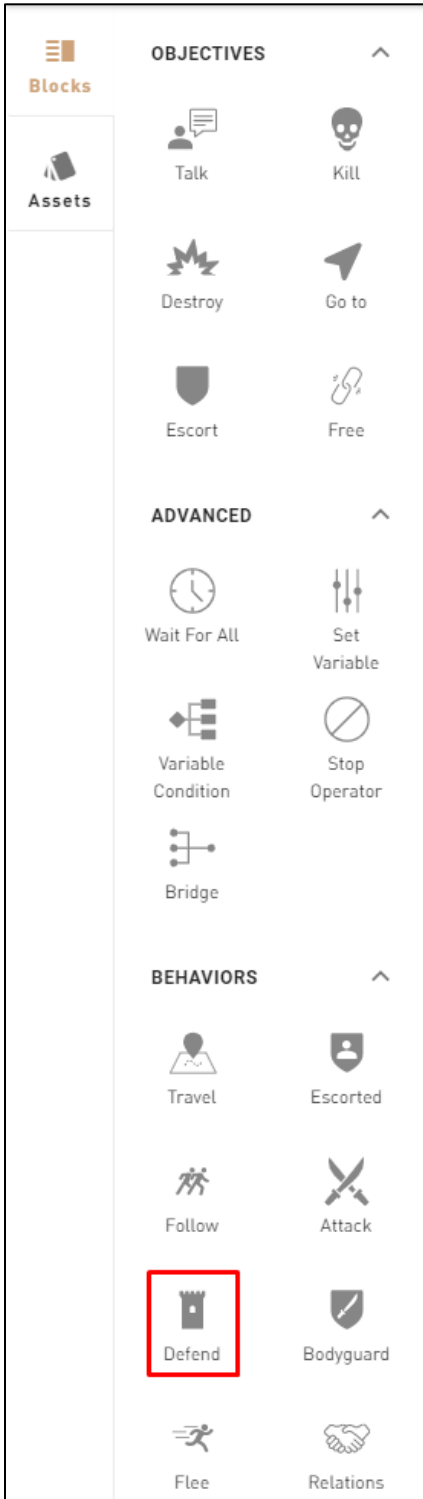 Blocks
Assets
OBJECTIVES
Talk
Kill
Destroy
Go to
Escort
Free
ADVANCED
Wait For All
Set
Variable
Variable
Condition
Stop
Operator
Bridge
BEHAVIORS
Travel
Escorted
Follow
Attack
Defend
Bodyguard
Flee
Relations